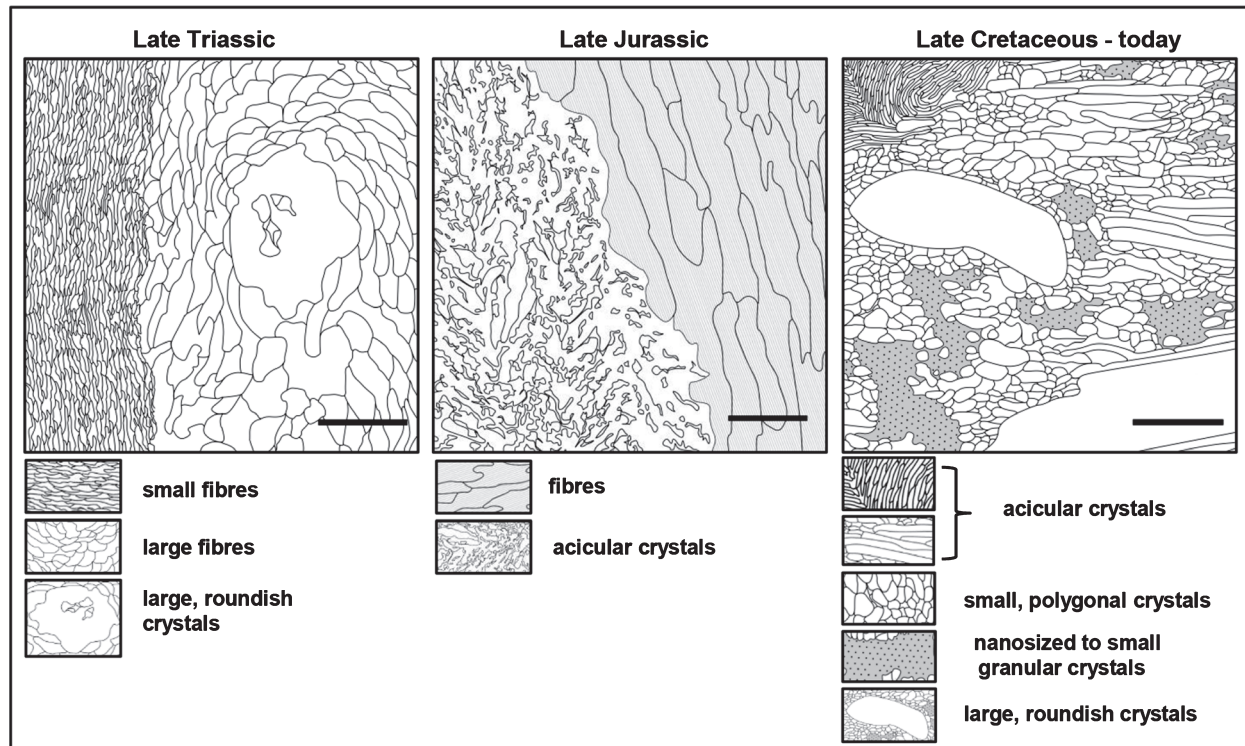 Late Triassic
Late Jurassic
Late Cretaceous - today
small fibres
large fibres
large, roundish
crystals
fibres
acicular crystals
acicular crystals
small, polygonal crystals
nanosized to small
granular crystals
large, roundish crystals